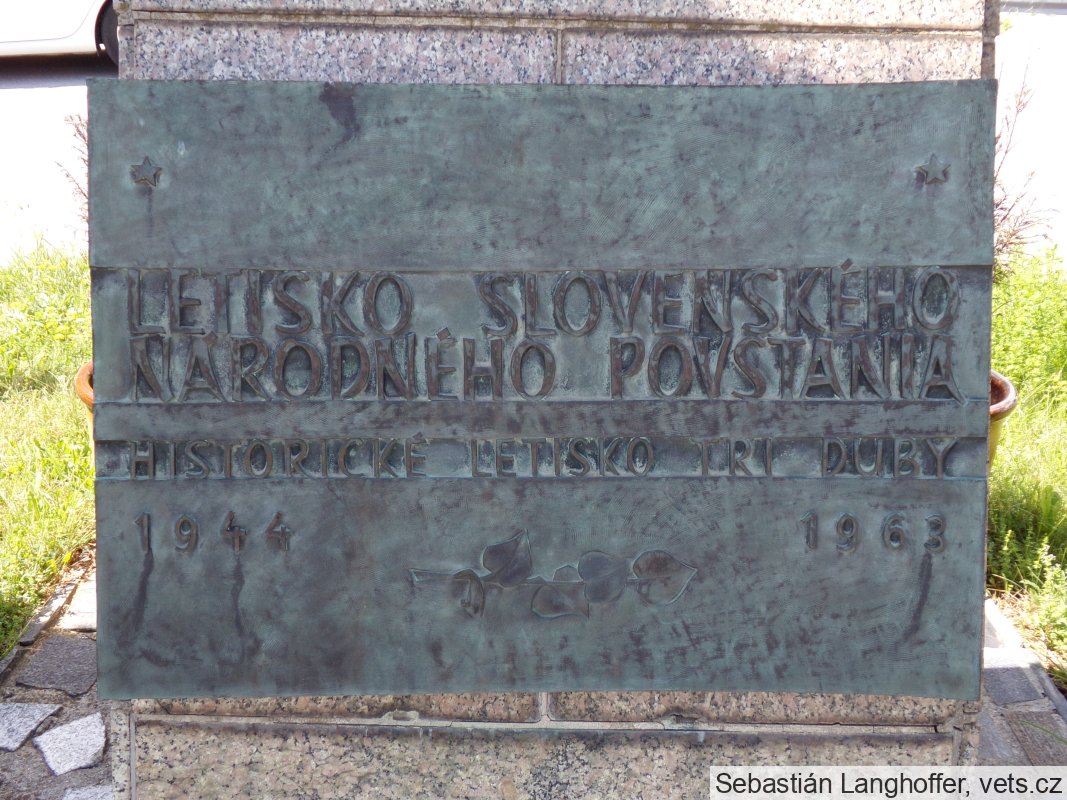 LETISKO SLOVENSKÉHO
NÁRODNÉHO POVSTANIA
HISTORICKÉ LETISKO TRI DUBY
1944 1963
Sebastián Langhoffer, vets.cz